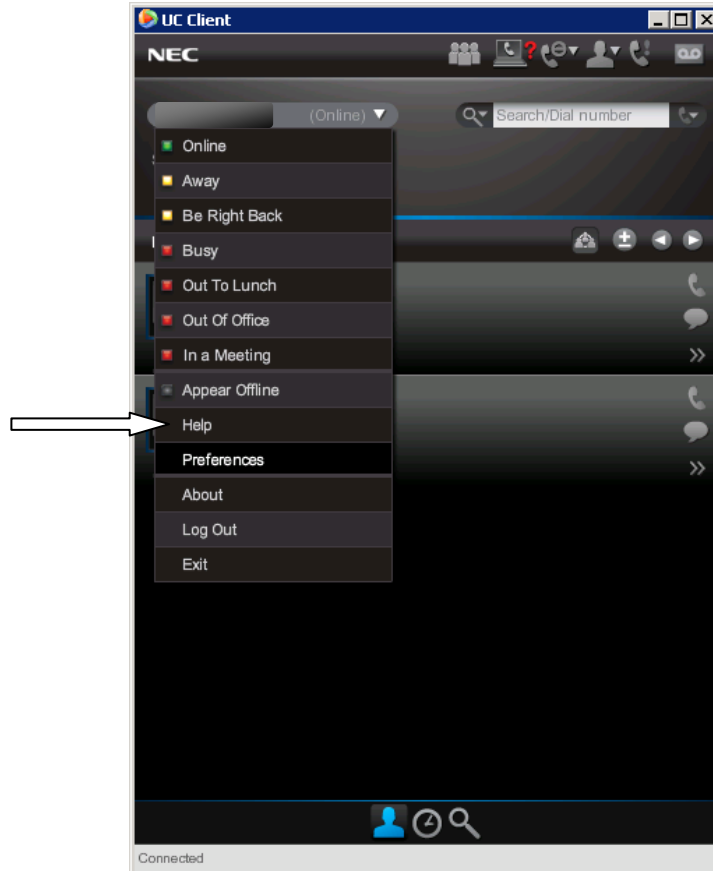 UC Client
NEC
?
(Online)
Search/Dial number
Online
Away
Be Right Back
Busy
Out To Lunch
Out Of Office
In a Meeting
Appear Offline
Help
Preferences
About
Log Out
Exit
Connected